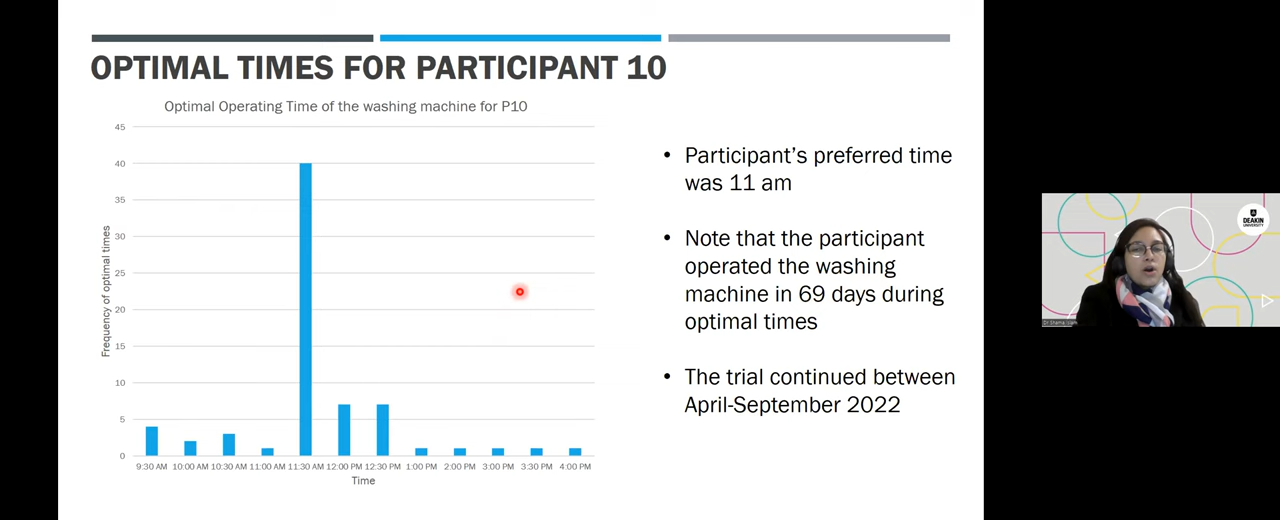 OPTIMAL TIMES FOR PARTICIPANT 10
Optimal Operating Time of the washing machine for P10
45
40
35
30
25
20
15
10
5
0
Frequency of optimal times
9:30 AM 10:00 AM 10:30 AM 11:00 AM 11:30 AM 12:00 PM 12:30 PM 1:00 PM 2:00 PM 3:00 PM 3:30 PM 4:00 PM
Time
• Participant's preferred time
was 11 am
• Note that the participant
operated the washing
machine in 69 days during
optimal times
• The trial continued between
April-September 2022
DEAKIN
UNIVERSITY